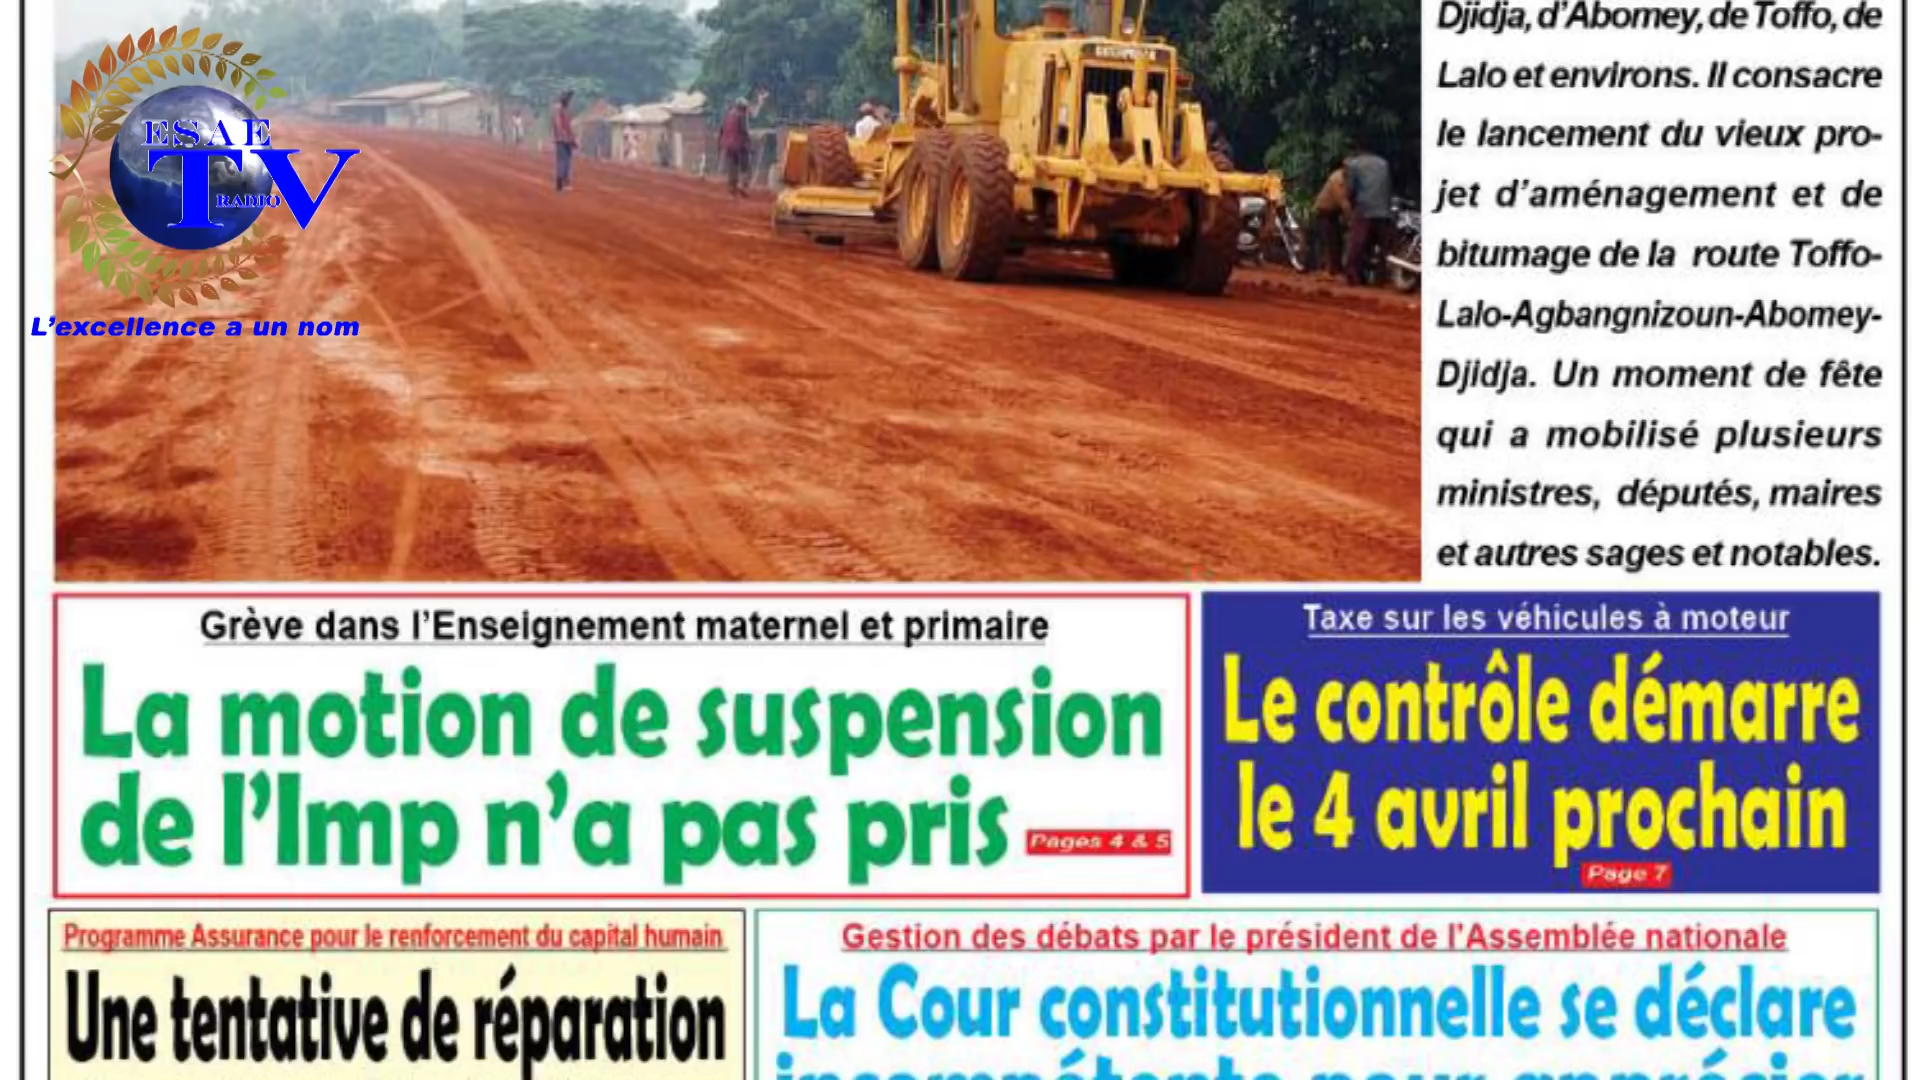 ESAE
TV
RADIO
L'excellence a un nom
Djidja, d'Abomey, de Toffo, de
Lalo et environs. Il consacre
le lancement du vieux pro-
jet d'aménagement et de
bitumage de la route Toffo-
Lalo-Agbangnizoun-Abomey-
Djidja. Un moment de fête
qui a mobilisé plusieurs
ministres, députés, maires
et autres sages et notables.
Grève dans l'Enseignement maternel et primaire
La motion de suspension
de l'Imp n'a pas pris
Pages 4 & 5
Taxe sur les véhicules à moteur
Le contrôle démarre
le 4 avril prochain
Page 7
Programme Assurance pour le renforcement du capital humain
Une tentative de réparation
Gestion des débats par le président de l'Assemblée nationale
La Cour constitutionnelle se déclare
incompétente pour apprécier